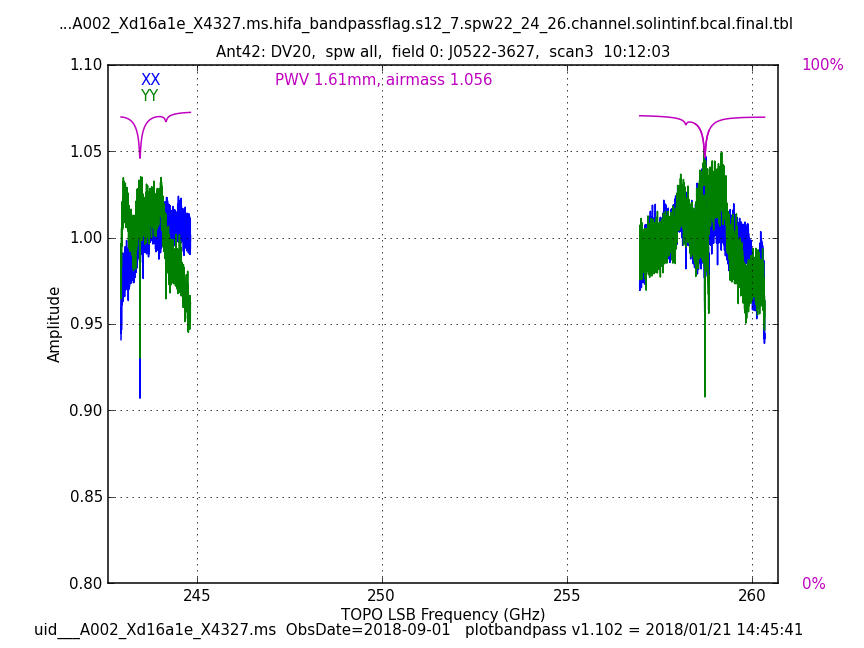 ...A002_Xd16a1e_X4327.ms.hifa_bandpassflag.s12_7.spw22_24_26.channel.solintinf.bcal.final.tbl
Ant42: DV20, spw all, field 0: J0522-3627, scan3 10:12:03
1.10
XX
YY
PWV 1.61mm, airmass 1.056
100%
1.05
1.00
0.95
0.90
0.85
0.80
Amplitude
0%
245
250
255
260
TOPO LSB Frequency (GHz)
uid___A002_Xd16a1e_X4327.ms ObsDate=2018-09-01 plotbandpass v1.102 = 2018/01/21 14:45:41